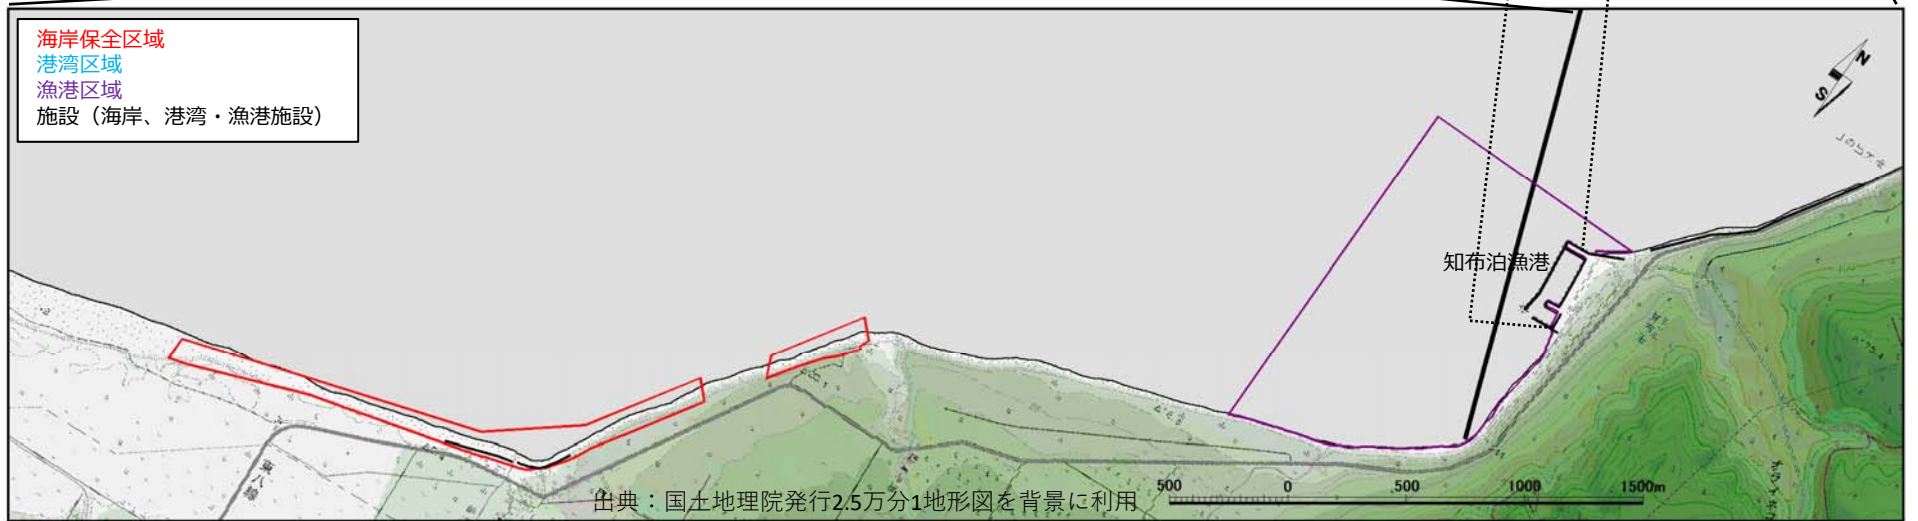 海岸保全区域
港湾区域
漁港区域
施設（海岸、港湾・漁港施設）
N
S
知布泊漁港
東八線
出典：国土地理院発行2.5万分1地形図を背景に利用
500 0 500 1000 1500m